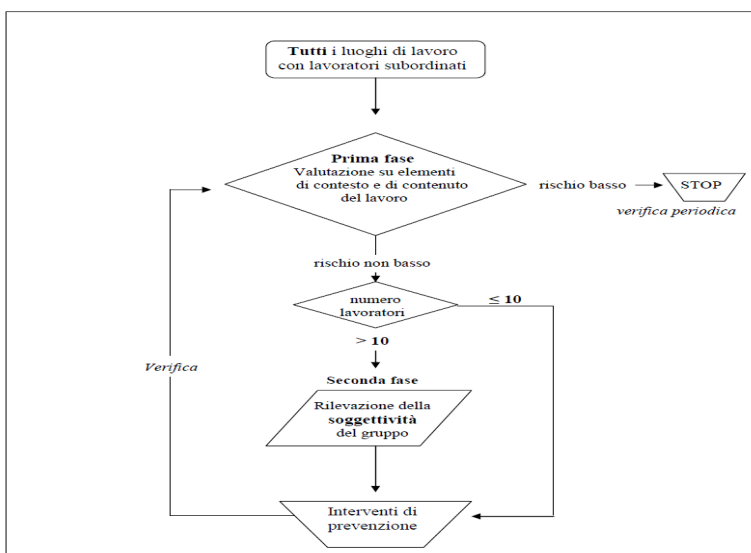 Tutti i luoghi di lavoro
con lavoratori subordinati
Prima fase
Valutazione su elementi
di contesto e di contenuto
del lavoro
rischio basso
STOP
verifica periodica
rischio non basso
numero
lavoratori
≤ 10
> 10
Verifica
Seconda fase
Rilevazione della
soggettività
del gruppo
Interventi di
prevenzione